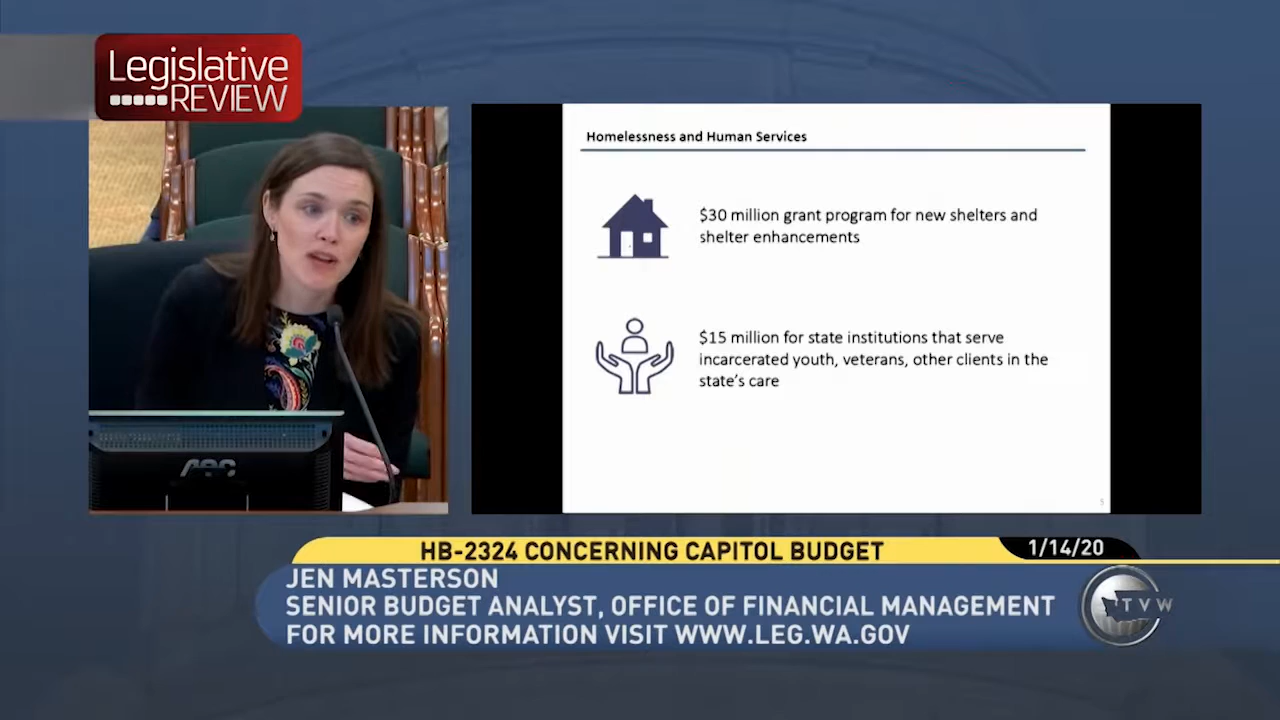 Legislative
REVIEW
Homelessness and Human Services
$30 million grant program for new shelters and
shelter enhancements
$15 million for state institutions that serve
incarcerated youth, veterans, other clients in the
state's care
5
AOC
HB-2324 CONCERNING CAPITOL BUDGET
1/14/20
JEN MASTERSON
SENIOR BUDGET ANALYST, OFFICE OF FINANCIAL MANAGEMENT
FOR MORE INFORMATION VISIT WWW.LEG.WA.GOV
TVW